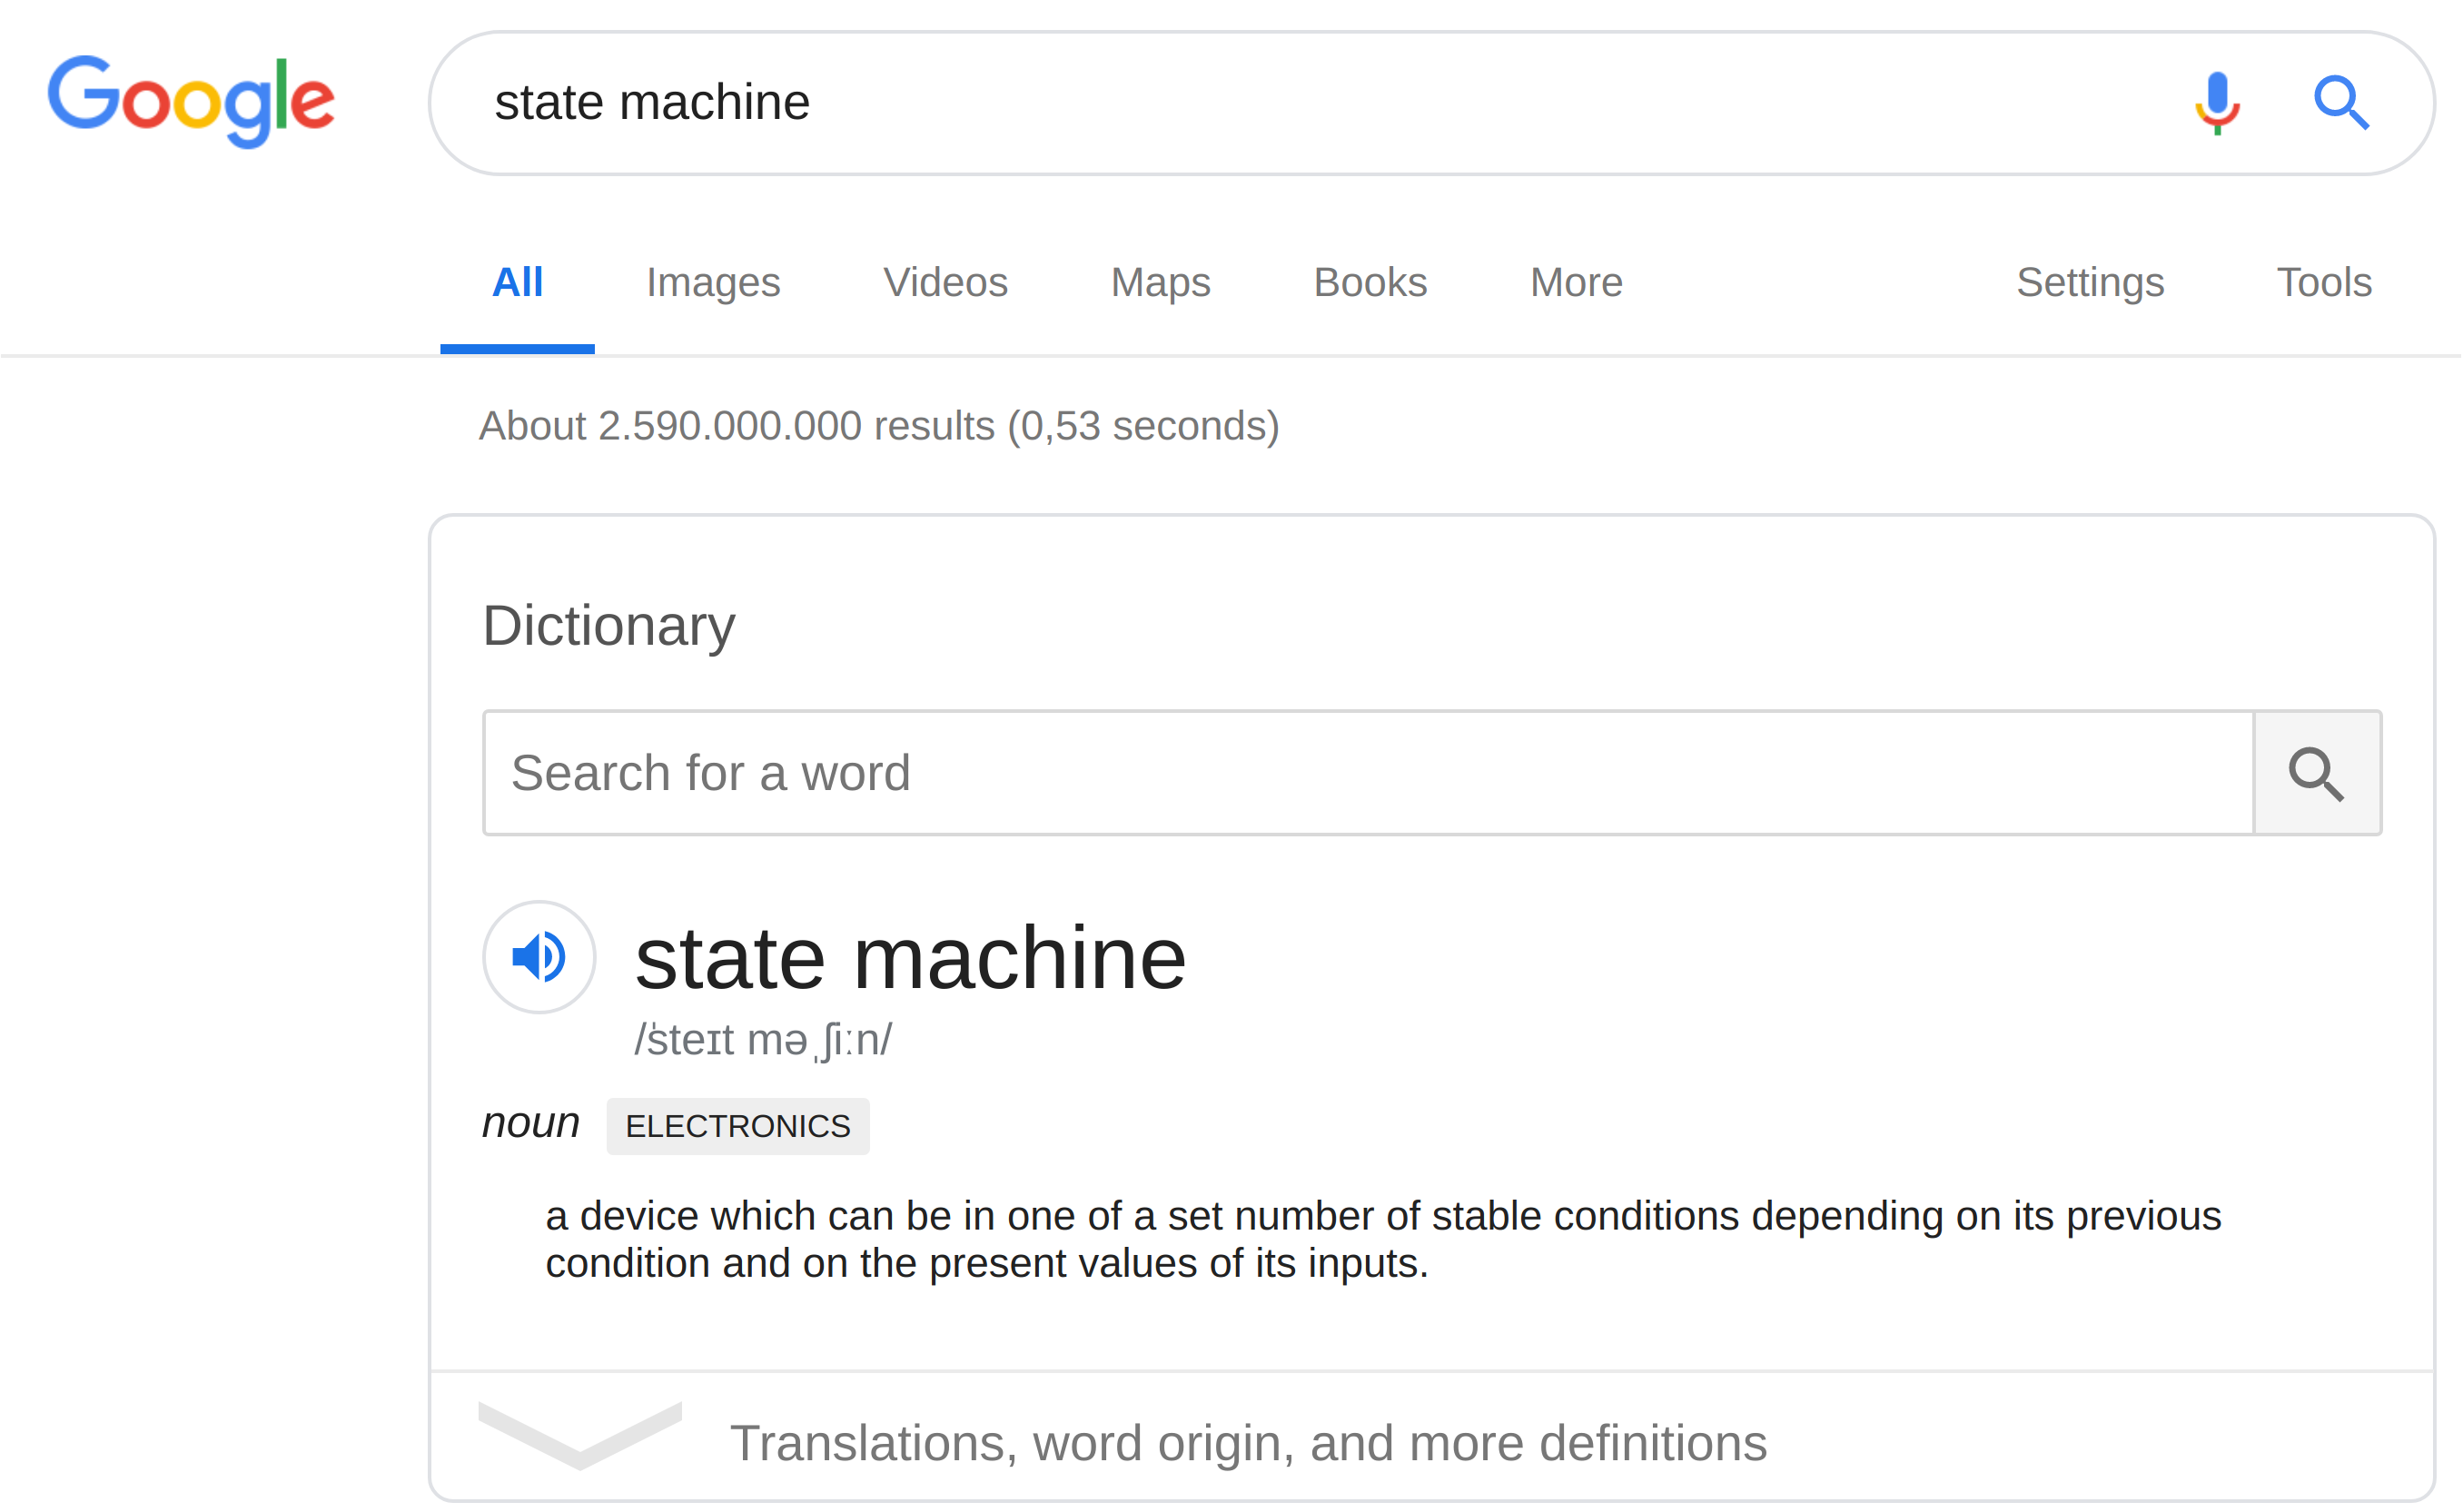 Google
state machine
All Images Videos Maps Books More Settings Tools
About 2.590.000.000 results (0,53 seconds)
Dictionary
Search for a word
state machine
/ˈsteɪt məˌʃiːn/
noun ELECTRONICS
a device which can be in one of a set number of stable conditions depending on its previous
condition and on the present values of its inputs.
Translations, word origin, and more definitions